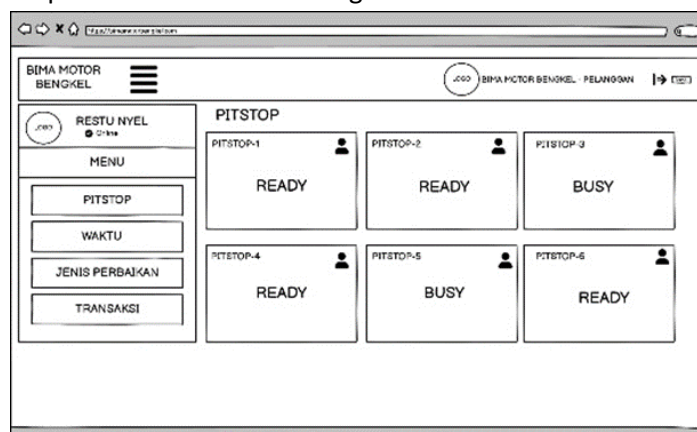 BIMA MOTOR
BENGKEL
LOGO
BIMA MOTOR BENGKEL - PELANGGAN
LOGO
RESTU NYEL
Online
MENU
PITSTOP
WAKTU
JENIS PERBAIKAN
TRANSAKSI
PITSTOP
PITSTOP-1
READY
PITSTOP-2
READY
PITSTOP-3
BUSY
PITSTOP-4
READY
PITSTOP-5
BUSY
PITSTOP-6
READY